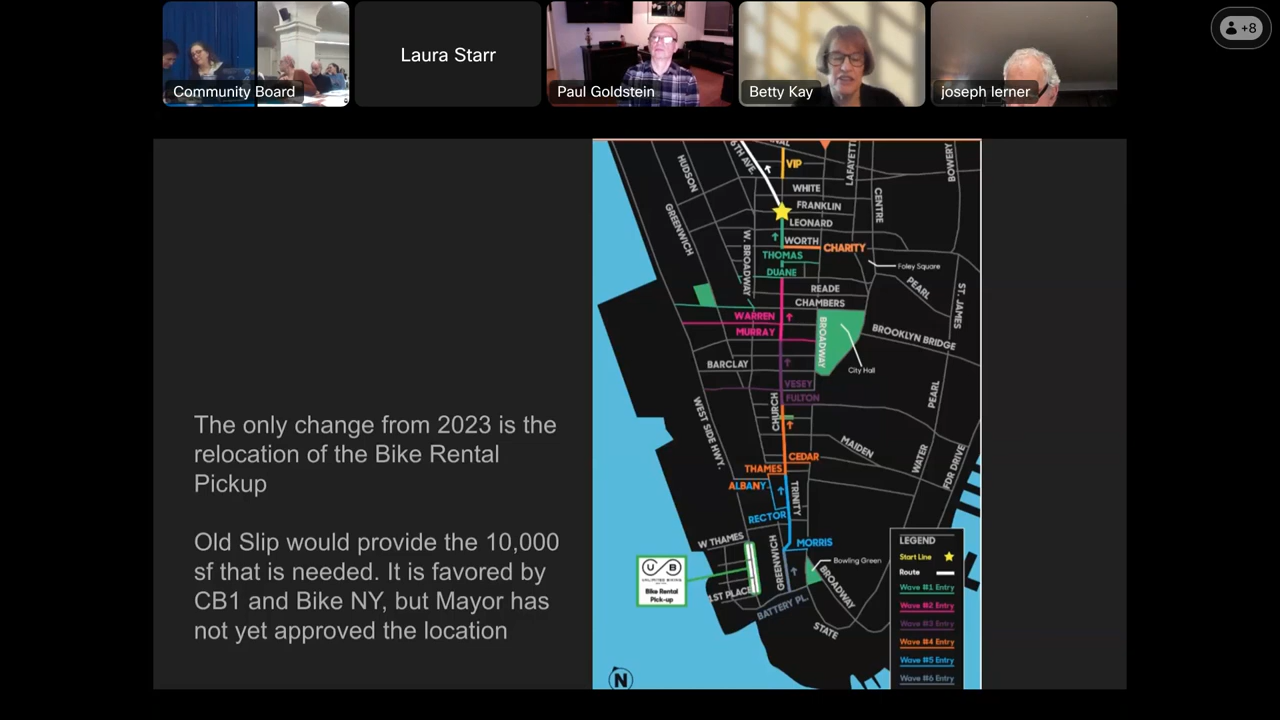 +8
Community Board
Laura Starr
Paul Goldstein
Betty Kay
joseph lerner
The only change from 2023 is the
relocation of the Bike Rental
Pickup
Old Slip would provide the 10,000
sf that is needed. It is favored by
CB1 and Bike NY, but Mayor has
not yet approved the location
6TH AVE.
VIP
HUDSON
LAFAYETTE
BOWERY
WHITE
FRANKLIN
CENTRE
LEONARD
GREENWICH
W. BROADWAY
WORTH
CHARITY
THOMAS
DUANE
Foley Square
PEARL
ST. JAMES
READE
CHAMBERS
WARREN
MURRAY
BROADWAY
BROOKLYN BRIDGE
BARCLAY
City Hall
VESEY
FULTON
PEARL
CHURCH
WEST SIDE HWY.
MAIDEN
WATER
FDR DRIVE
CEDAR
THAMES
ALBANY
TRINITY
RECTOR
W THAMES
MORRIS
GREENWICH
Bowling Green
BROADWAY
U B
UNLIMITED BIKING
Bike Rental
Pick-up
1ST PLACE
BATTERY PL.
STATE
N
LEGEND
Start Line
Route
Wave #1 Entry
Wave #2 Entry
Wave #3 Entry
Wave #4 Entry
Wave #5 Entry
Wave #6 Entry